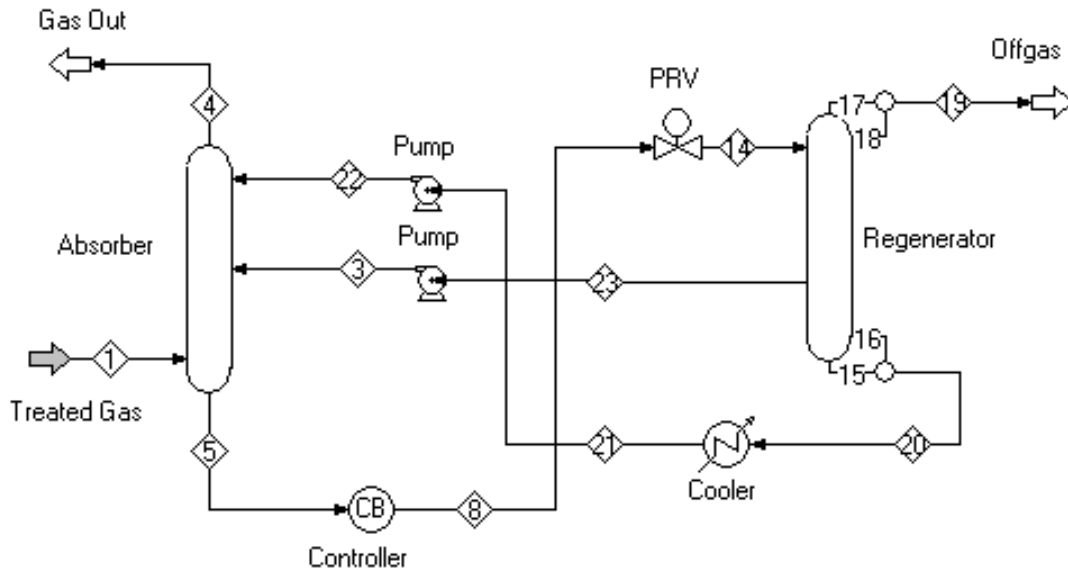 Gas Out
Offgas
PRV
4
17
19
18
Pump
22
14
Absorber
Pump
Regenerator
3
23
1
16
15
Treated Gas
5
21
20
Cooler
CB
8
Controller